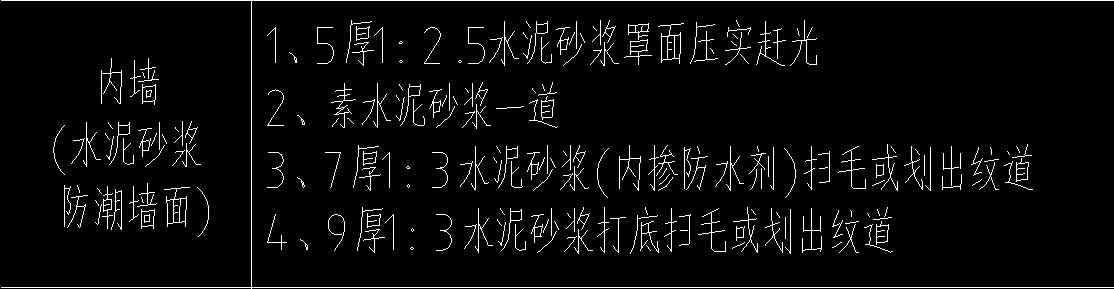 内墙
(水泥砂浆
防潮墙面)
1、5厚1:2.5水泥砂浆罩面压实赶光
2、素水泥砂浆一道
3、7厚1:3水泥砂浆(内掺防水剂)扫毛或划出纹道
4、9厚1:3水泥砂浆打底扫毛或划出纹道